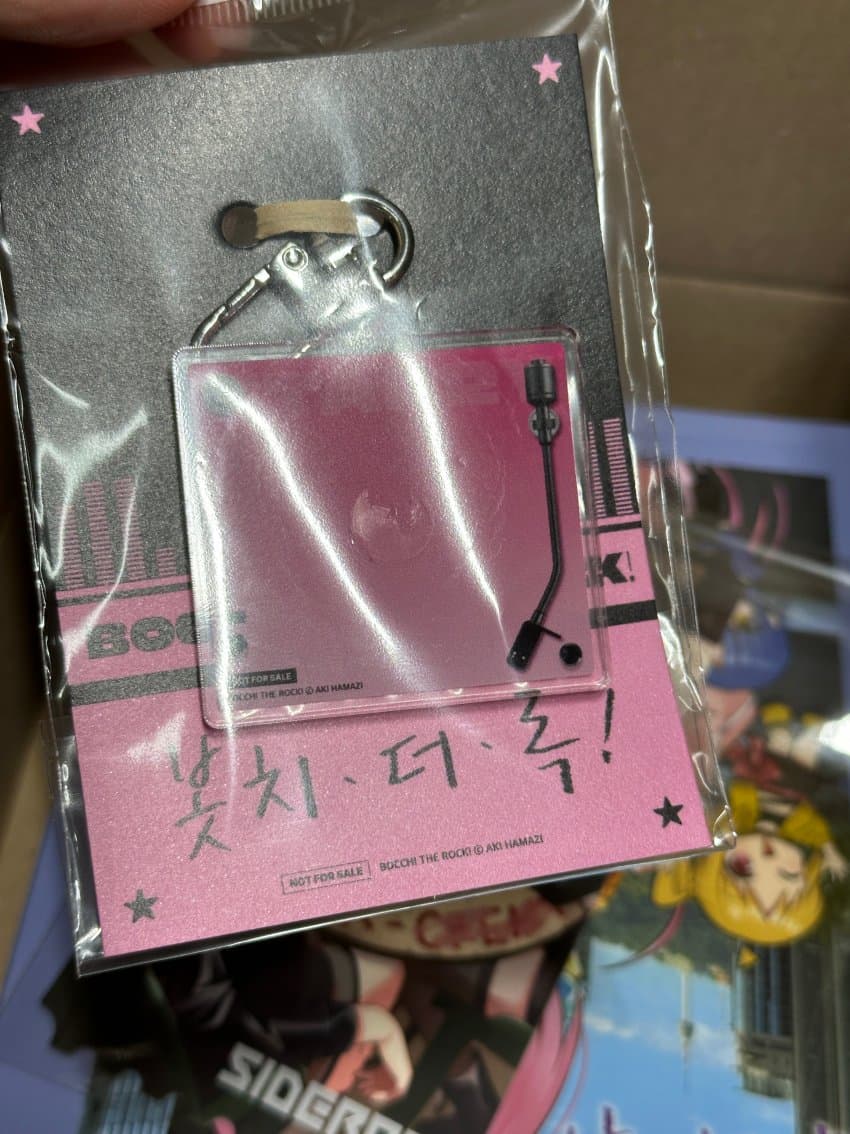 NOT FOR SALE
BOCCHI THE ROCK! © AKI HAMAZI
봇치·더·록!
NOT FOR SALE
BOCCHI THE ROCK! © AKI HAMAZI